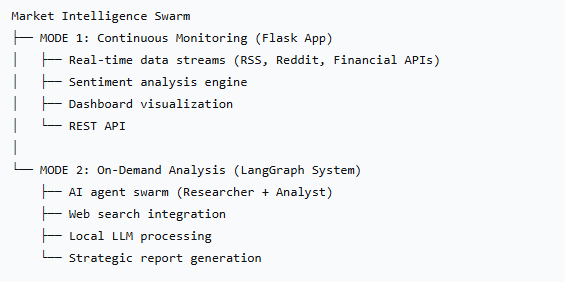 Market Intelligence Swarm
├── MODE 1: Continuous Monitoring (Flask App)
│   ├── Real-time data streams (RSS, Reddit, Financial APIs)
│   ├── Sentiment analysis engine
│   ├── Dashboard visualization
│   └── REST API
│
└── MODE 2: On-Demand Analysis (LangGraph System)
    ├── AI agent swarm (Researcher + Analyst)
    ├── Web search integration
    ├── Local LLM processing
    └── Strategic report generation